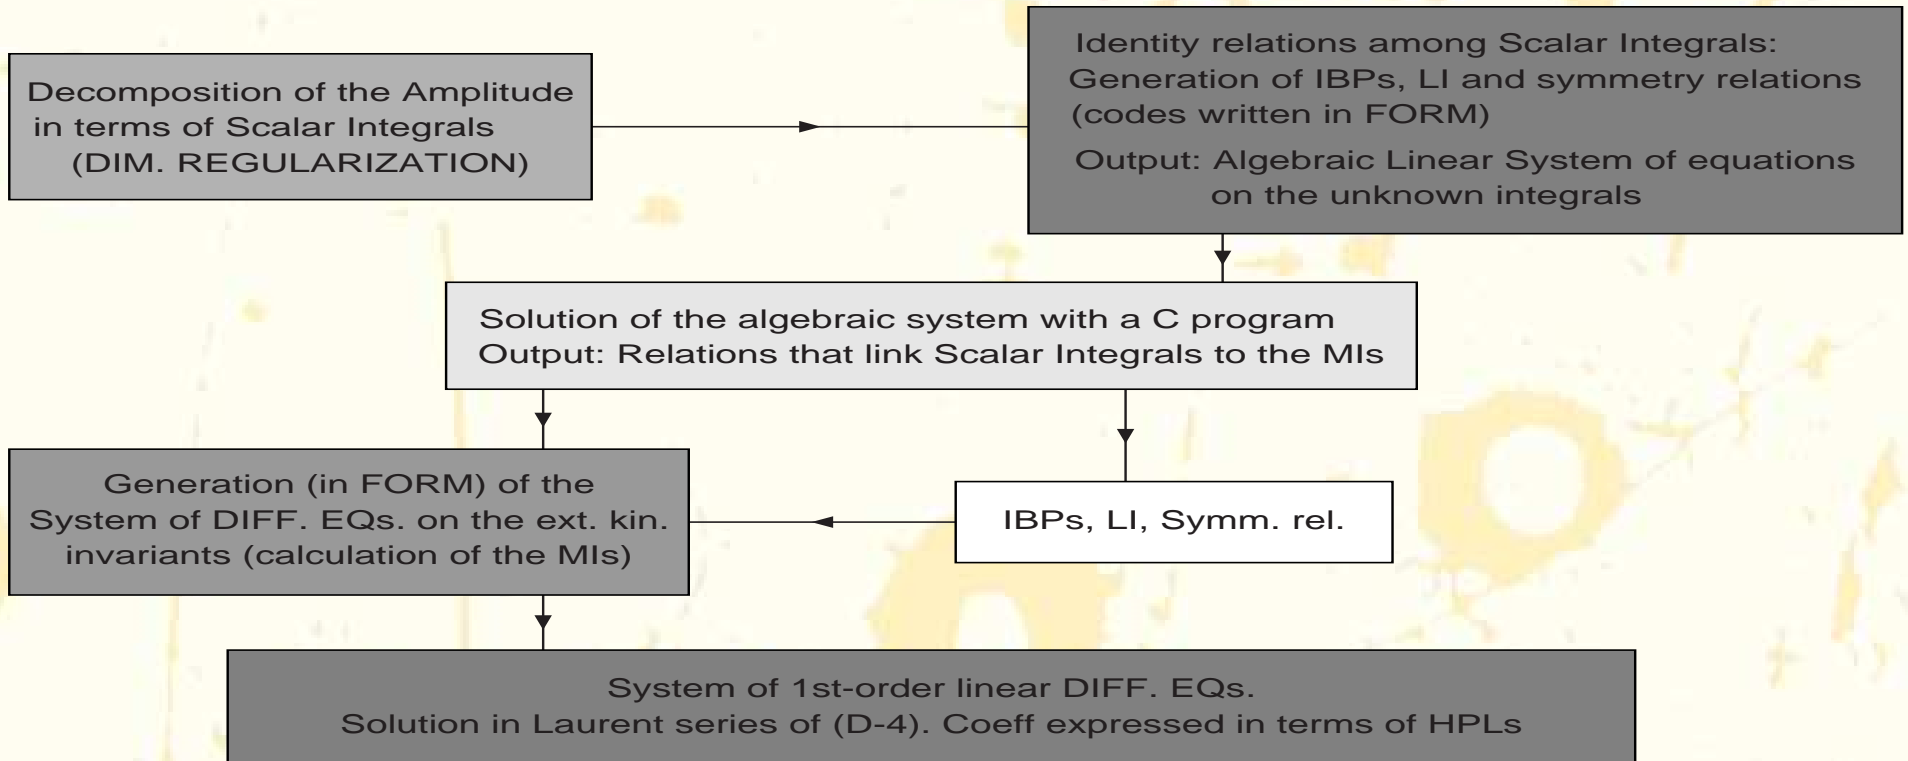 Decomposition of the Amplitude
in terms of Scalar Integrals
(DIM. REGULARIZATION)
Identity relations among Scalar Integrals:
Generation of IBPs, LI and symmetry relations
(codes written in FORM)
Output: Algebraic Linear System of equations
on the unknown integrals
Solution of the algebraic system with a C program
Output: Relations that link Scalar Integrals to the MIs
Generation (in FORM) of the
System of DIFF. EQs. on the ext. kin.
invariants (calculation of the MIs)
IBPs, LI, Symm. rel.
System of 1st-order linear DIFF. EQs.
Solution in Laurent series of (D-4). Coeff expressed in terms of HPLs